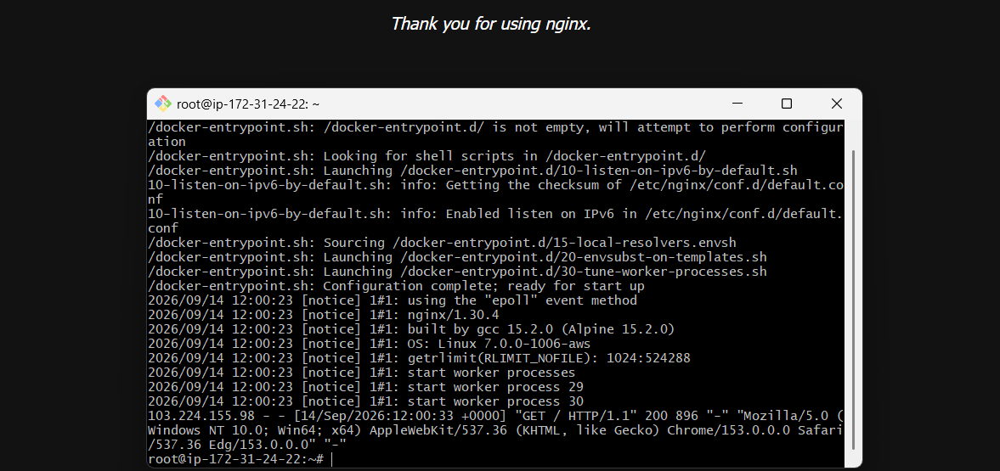 Thank you for using nginx.
root@ip-172-31-24-22: ~
/docker-entrypoint.sh: /docker-entrypoint.d/ is not empty, will attempt to perform configur
ation
/docker-entrypoint.sh: Looking for shell scripts in /docker-entrypoint.d/
/docker-entrypoint.sh: Launching /docker-entrypoint.d/10-listen-on-ipv6-by-default.sh
10-listen-on-ipv6-by-default.sh: info: Getting the checksum of /etc/nginx/conf.d/default.co
nf
10-listen-on-ipv6-by-default.sh: info: Enabled listen on IPv6 in /etc/nginx/conf.d/default.
conf
/docker-entrypoint.sh: Sourcing /docker-entrypoint.d/15-local-resolvers.envsh
/docker-entrypoint.sh: Launching /docker-entrypoint.d/20-envsubst-on-templates.sh
/docker-entrypoint.sh: Launching /docker-entrypoint.d/30-tune-worker-processes.sh
/docker-entrypoint.sh: Configuration complete; ready for start up
2026/09/14 12:00:23 [notice] 1#1: using the "epoll" event method
2026/09/14 12:00:23 [notice] 1#1: nginx/1.30.4
2026/09/14 12:00:23 [notice] 1#1: built by gcc 15.2.0 (Alpine 15.2.0)
2026/09/14 12:00:23 [notice] 1#1: OS: Linux 7.0.0-1006-aws
2026/09/14 12:00:23 [notice] 1#1: getrlimit(RLIMIT_NOFILE): 1024:524288
2026/09/14 12:00:23 [notice] 1#1: start worker processes
2026/09/14 12:00:23 [notice] 1#1: start worker process 29
2026/09/14 12:00:23 [notice] 1#1: start worker process 30
103.224.155.98 - - [14/Sep/2026:12:00:33 +0000] "GET / HTTP/1.1" 200 896 "-" "Mozilla/5.0 (
Windows NT 10.0; Win64; x64) AppleWebKit/537.36 (KHTML, like Gecko) Chrome/153.0.0.0 Safari
/537.36 Edg/153.0.0.0" "-"
root@ip-172-31-24-22:~#